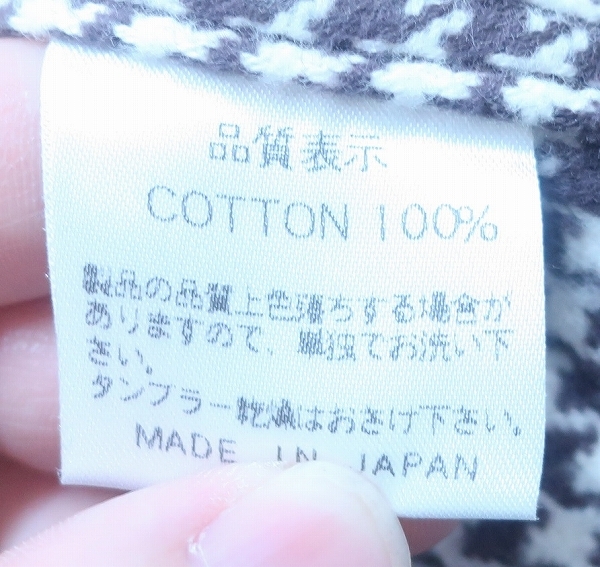 品質表示
COTTON 100%
製品の品質上色落ちする場合が
ありますので、単独でお洗い下
さい。
タンブラー乾燥はおさけ下さい。
MADE IN JAPAN